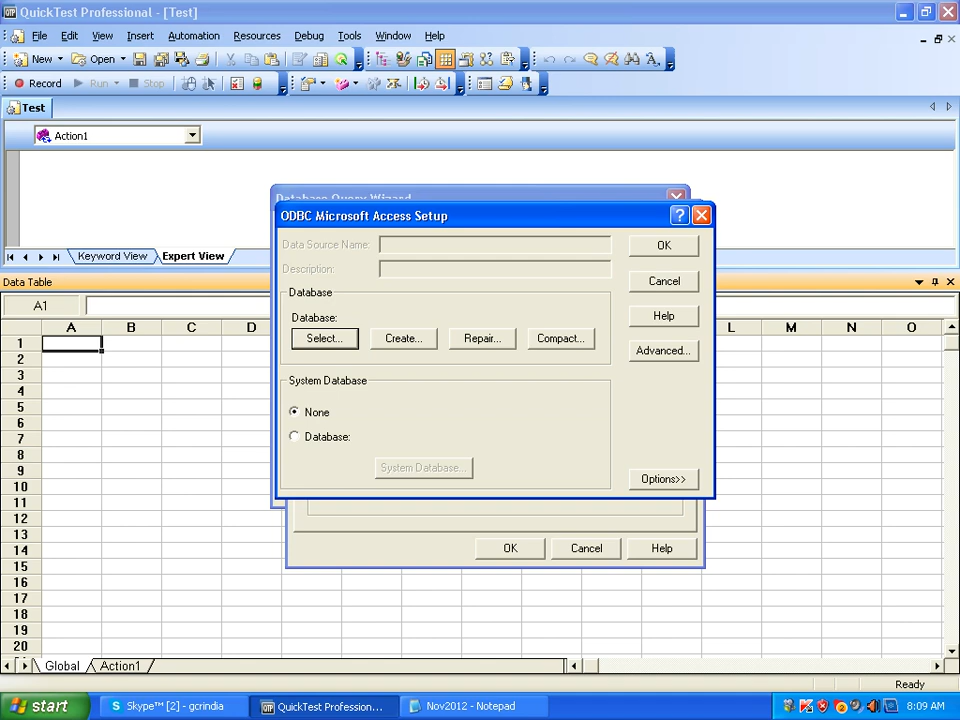 QuickTest Professional - [Test]
File Edit View Insert Automation Resources Debug Tools Window Help
New Open
Record Run Stop
Test
Action1
Database Query Wizard
ODBC Microsoft Access Setup
Data Source Name:
OK
Description:
Database
Cancel
Database:
Help
Select... Create... Repair... Compact...
Advanced...
System Database
None
Database:
System Database...
Options>>
Keyword View Expert View
Data Table
A1
A B C D L M N O
1
2
3
4
5
6
7
8
9
10
11
12
13
14
15
16
17
18
19
20
OK Cancel Help
Global Action1
Ready
start Skype™ [2] - gcrindia QuickTest Profession... Nov2012 - Notepad 8:09 AM